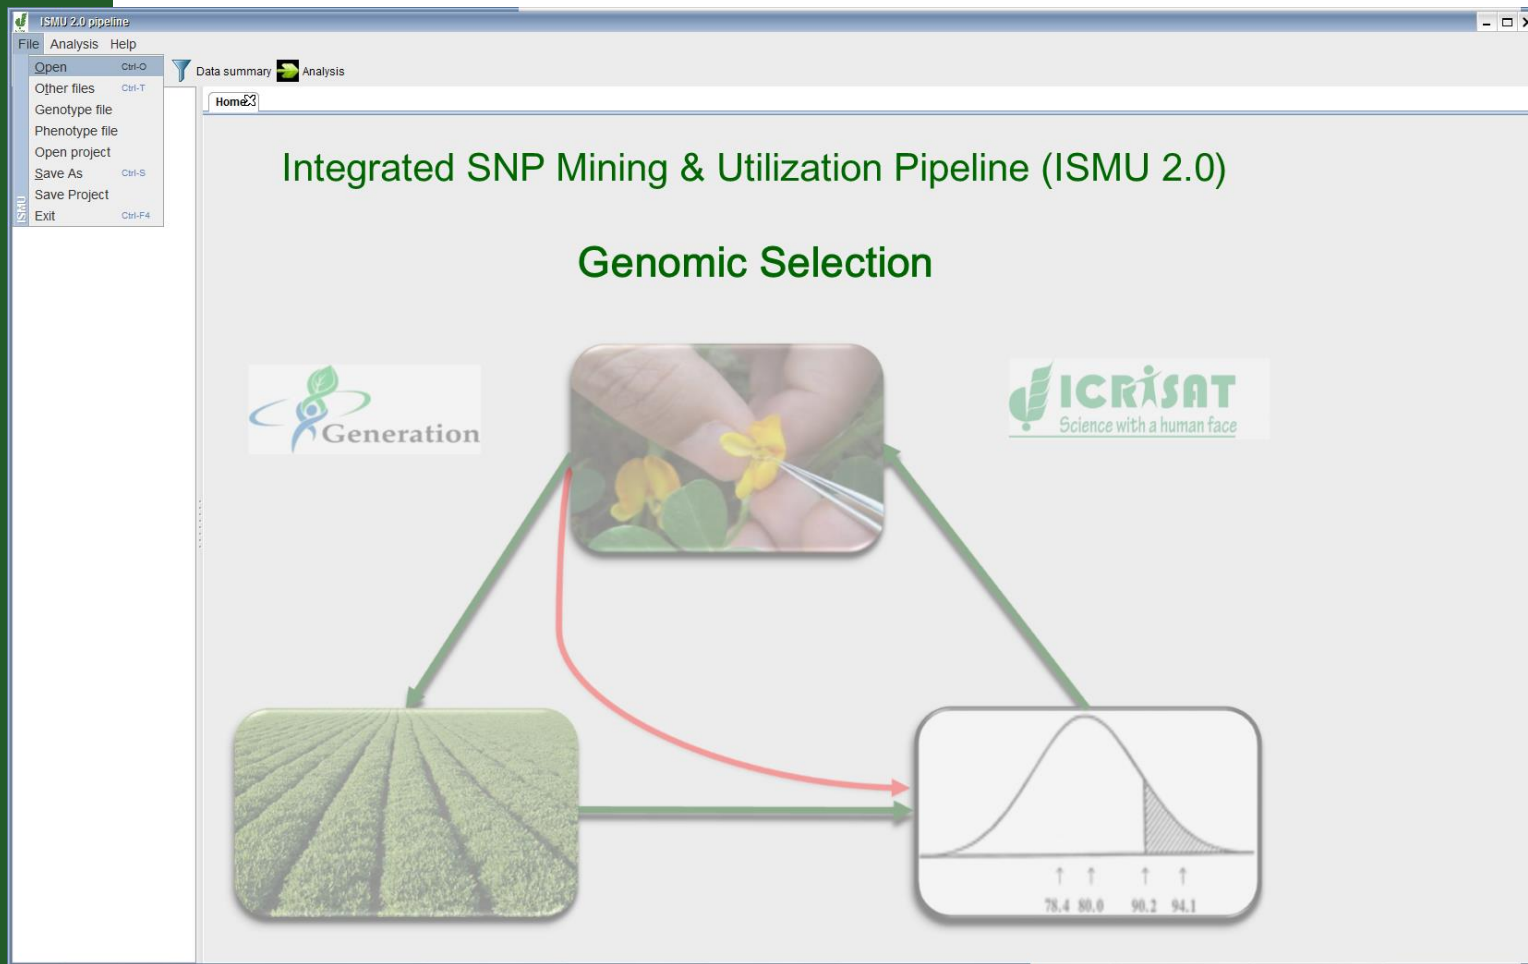 ISMU 2.0 pipeline
File Analysis Help
Open Ctrl-O
Other files Ctrl-T
Genotype file
Phenotype file
Open project
Save As Ctrl-S
Save Project
Exit Ctrl-F4
ISMU
Data summary Analysis
Home
Integrated SNP Mining & Utilization Pipeline (ISMU 2.0)
Genomic Selection
Generation
ICRISAT
Science with a human face
78.4 80.0 90.2 94.1